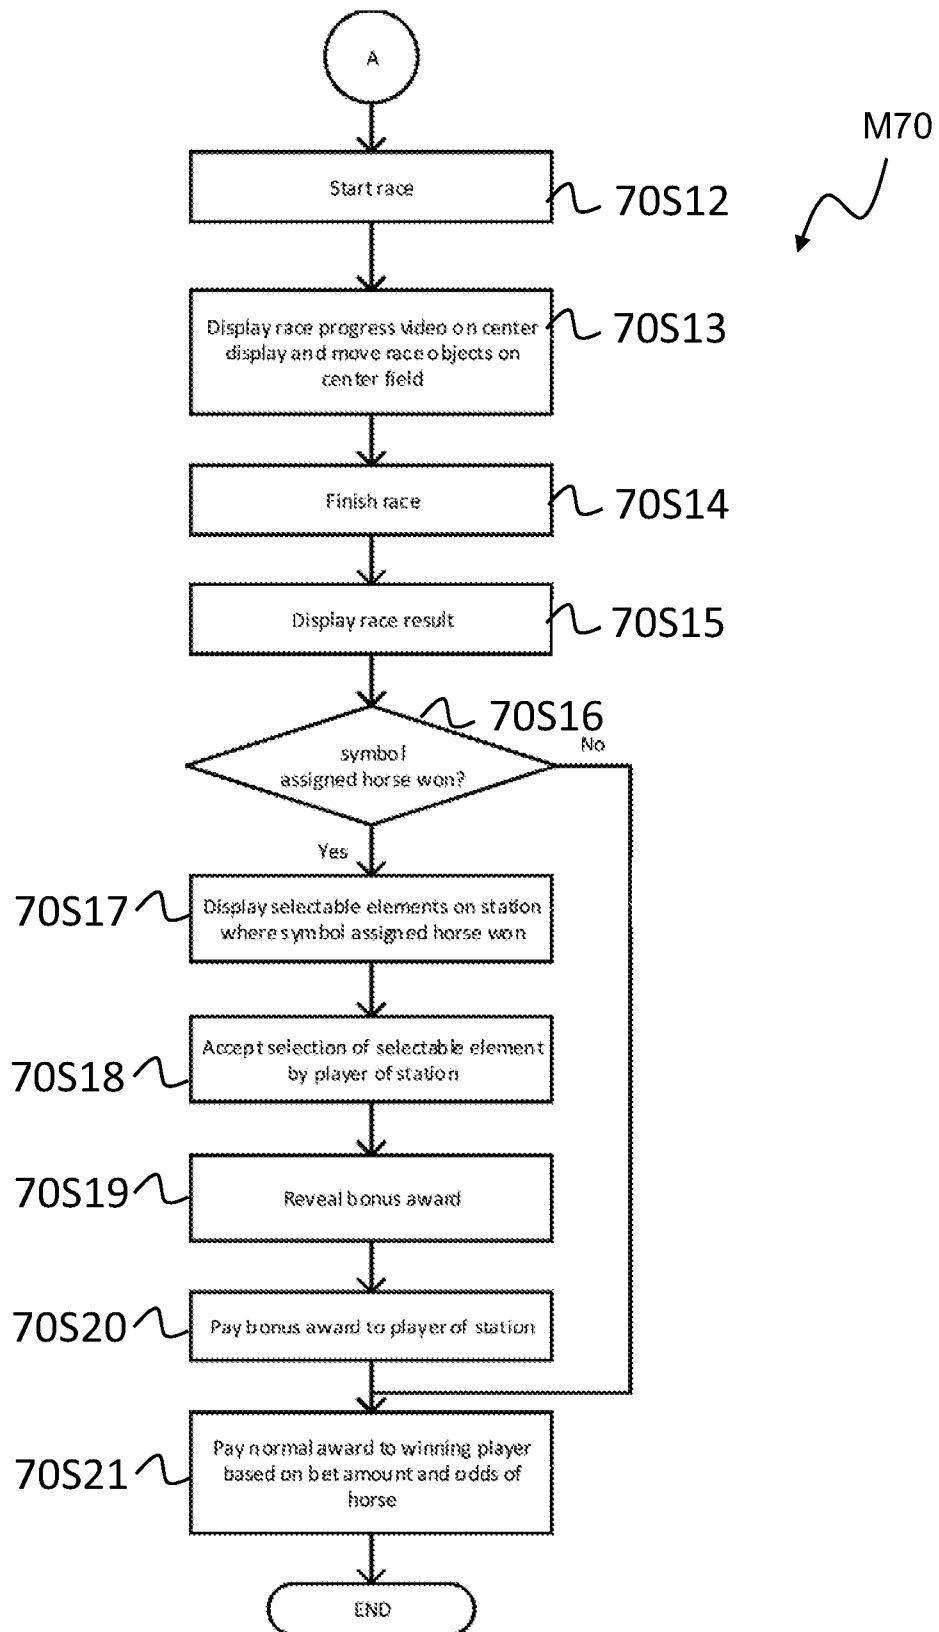 A
M70
Start race
70S12
Display race progress video on center
display and move race objects on
center field
70S13
Finish race
70S14
Display race result
70S15
70S16
symbol
assigned horse won?
No
Yes
70S17
Display selectable elements on station
where symbol assigned horse won
70S18
Accept selection of selectable element
by player of station
70S19
Reveal bonus award
70S20
Pay bonus award to player of station
70S21
Pay normal award to winning player
based on bet amount and odds of
horse
END